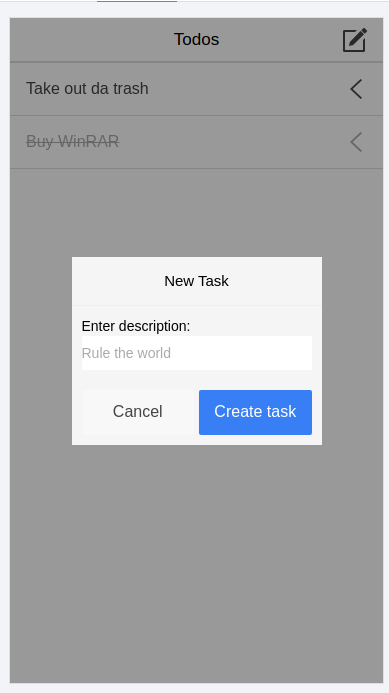 Todos
Take out da trash
Buy WinRAR
New Task
Enter description:
Rule the world
Cancel
Create task